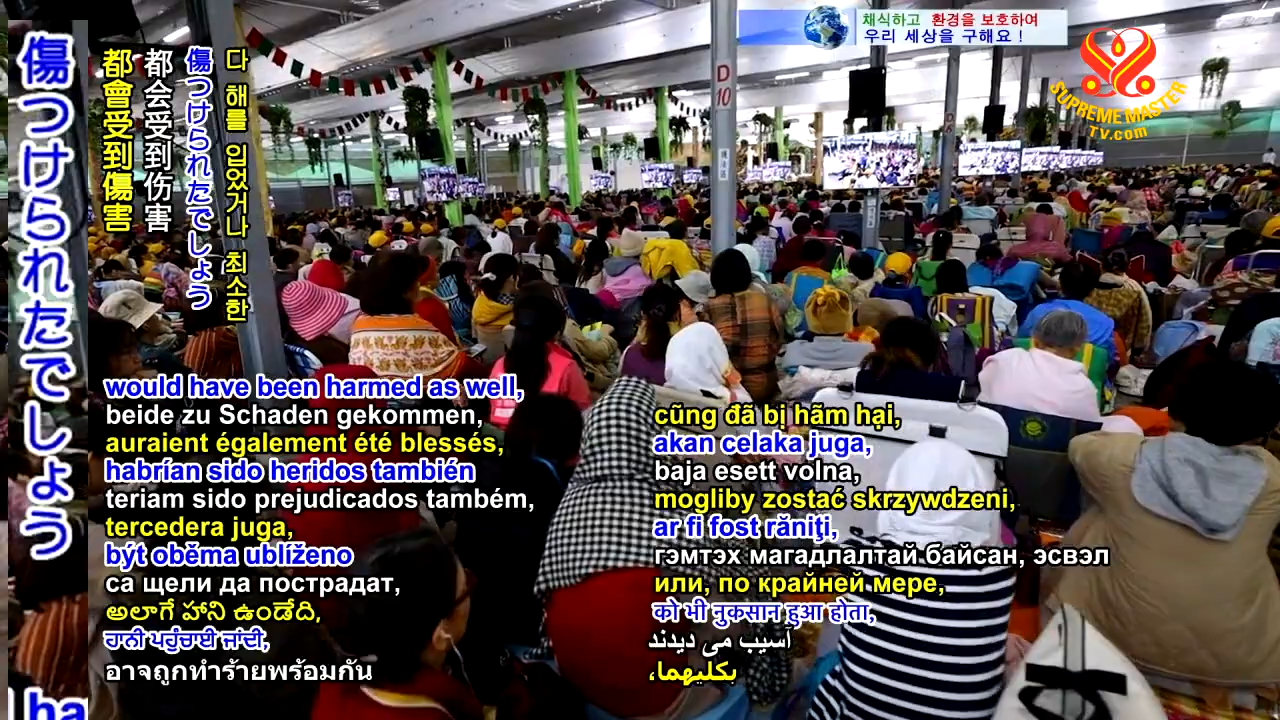 傷つけられたでしょう
都會受到傷害
都会受到伤害
傷つけられたでしょう
다 해를 입었거나 최소한
채식하고 환경을 보호하여
우리 세상을 구해요 !
SUPREME MASTER
TV.com
D
10
would have been harmed as well,
beide zu Schaden gekommen,
auraient également été blessés,
habrían sido heridos también
teriam sido prejudicados também,
tercedera juga,
být oběma ublíženo
са щели да пострадат,
అలాగే హాని ఉండేది,
ਹਾਨੀ ਪਹੁੰਚਾਈ ਜਾਂਦੀ,
อาจถูกทำร้ายพร้อมกัน
cũng đã bị hãm hại,
akan celaka juga,
baja esett volna,
mogliby zostać skrzywdzeni,
ar fi fost răniţi,
гэмтэх магадлалтай байсан, эсвэл
или, по крайней мере,
को भी नुकसान हुआ होता,
آسیب می دیدند
بكليهما،
ha